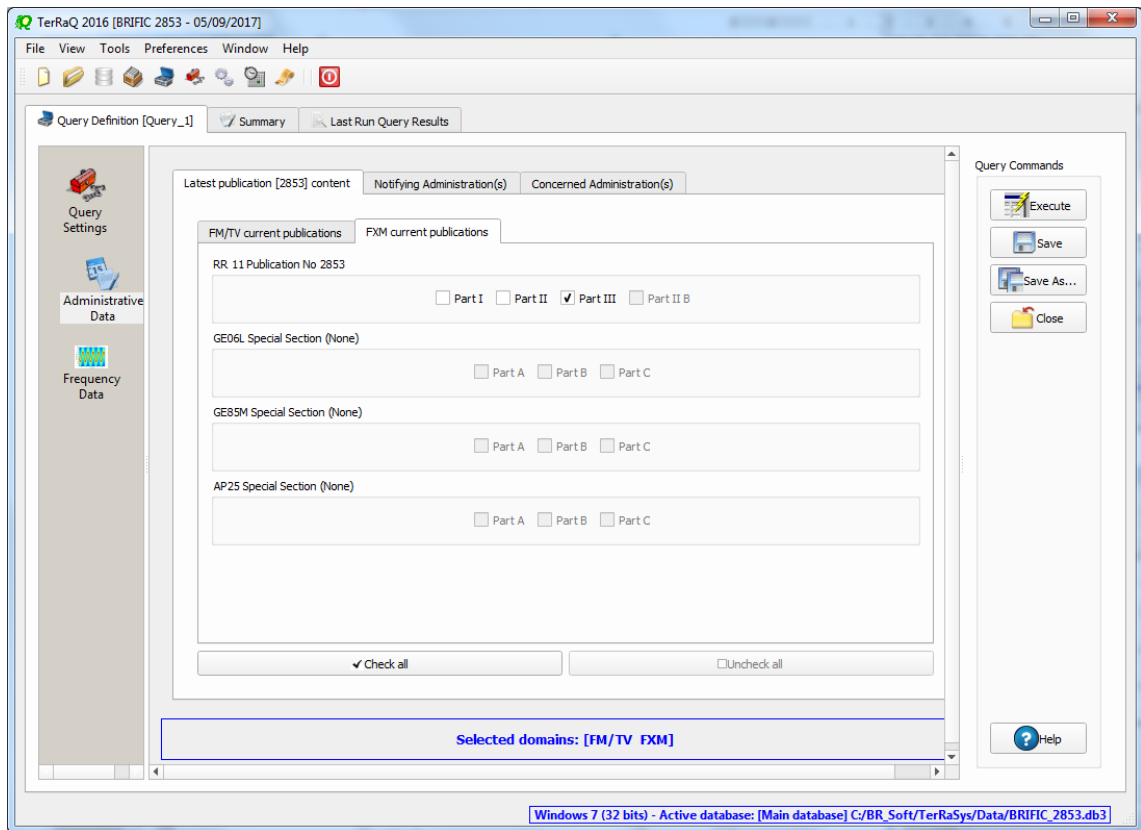 TerRaQ 2016 [BRIFIC 2853 - 05/09/2017]
File View Tools Preferences Window Help
Query Definition [Query_1] Summary Last Run Query Results
Query Settings
Administrative Data
Frequency Data
Latest publication [2853] content Notifying Administration(s) Concerned Administration(s)
FM/TV current publications FXM current publications
RR 11 Publication No 2853
Part I Part II Part III Part II B
GE06L Special Section (None)
Part A Part B Part C
GE85M Special Section (None)
Part A Part B Part C
AP25 Special Section (None)
Part A Part B Part C
Check all Uncheck all
Selected domains: [FM/TV FXM]
Query Commands
Execute
Save
Save As...
Close
Help
Windows 7 (32 bits) - Active database: [Main database] C:/BR_Soft/TerRaSys/Data/BRIFIC_2853.db3